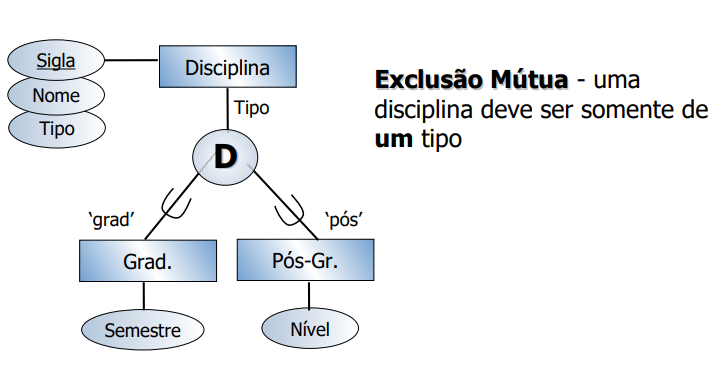 Sigla
Nome
Tipo
Disciplina
Tipo
D
'grad'
'pós'
Grad.
Pós-Gr.
Semestre
Nível
Exclusão Mútua - uma
disciplina deve ser somente de
um tipo